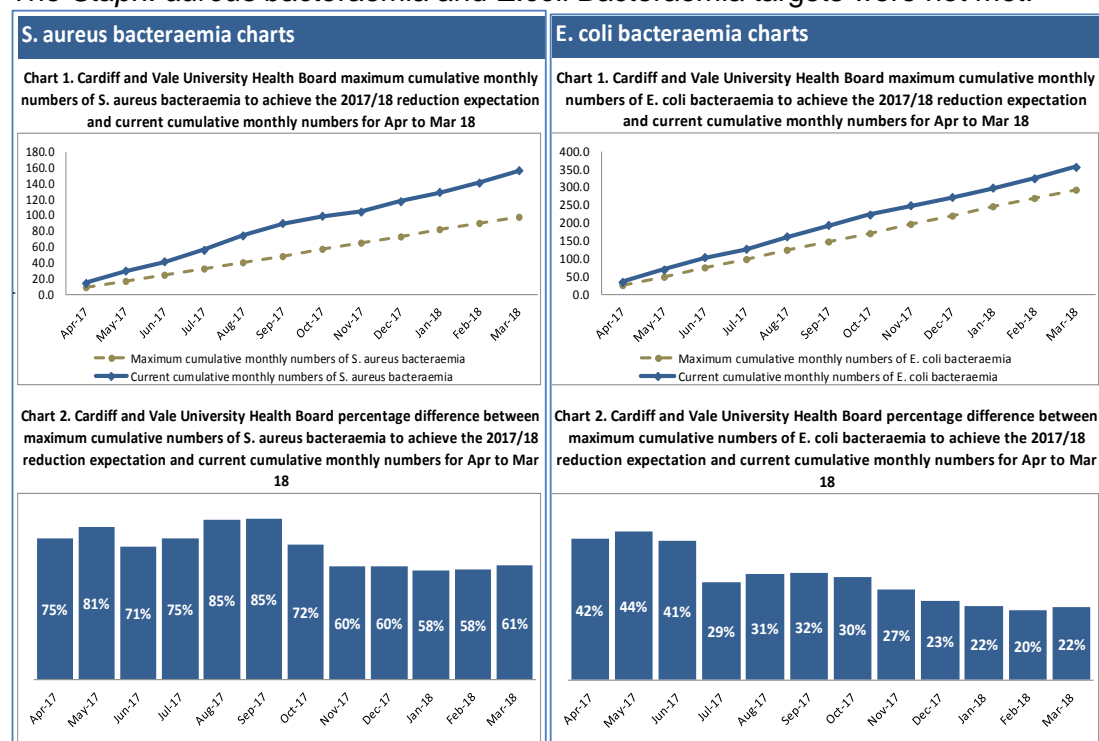 The Staph. aureus bacteraemia and E.coli Bacteraemia targets were not met.
S. aureus bacteraemia charts
Chart 1. Cardiff and Vale University Health Board maximum cumulative monthly
numbers of S. aureus bacteraemia to achieve the 2017/18 reduction expectation
and current cumulative monthly numbers for Apr to Mar 18
180.0
160.0
140.0
120.0
100.0
80.0
60.0
40.0
20.0
0.0
Apr-17 May-17 Jun-17 Jul-17 Aug-17 Sep-17 Oct-17 Nov-17 Dec-17 Jan-18 Feb-18 Mar-18
Maximum cumulative monthly numbers of S. aureus bacteraemia
Current cumulative monthly numbers of S. aureus bacteraemia
Chart 2. Cardiff and Vale University Health Board percentage difference between
maximum cumulative numbers of S. aureus bacteraemia to achieve the 2017/18
reduction expectation and current cumulative monthly numbers for Apr to Mar
18
75% 81% 71% 75% 85% 85% 72% 60% 60% 58% 58% 61%
Apr-17 May-17 Jun-17 Jul-17 Aug-17 Sep-17 Oct-17 Nov-17 Dec-17 Jan-18 Feb-18 Mar-18
E. coli bacteraemia charts
Chart 1. Cardiff and Vale University Health Board maximum cumulative monthly
numbers of E. coli bacteraemia to achieve the 2017/18 reduction expectation
and current cumulative monthly numbers for Apr to Mar 18
400.0
350.0
300.0
250.0
200.0
150.0
100.0
50.0
0.0
Apr-17 May-17 Jun-17 Jul-17 Aug-17 Sep-17 Oct-17 Nov-17 Dec-17 Jan-18 Feb-18 Mar-18
Maximum cumulative monthly numbers of E. coli bacteraemia
Current cumulative monthly numbers of E. coli bacteraemia
Chart 2. Cardiff and Vale University Health Board percentage difference between
maximum cumulative numbers of E. coli bacteraemia to achieve the 2017/18
reduction expectation and current cumulative monthly numbers for Apr to Mar
18
42% 44% 41% 29% 31% 32% 30% 27% 23% 22% 20% 22%
Apr-17 May-17 Jun-17 Jul-17 Aug-17 Sep-17 Oct-17 Nov-17 Dec-17 Jan-18 Feb-18 Mar-18